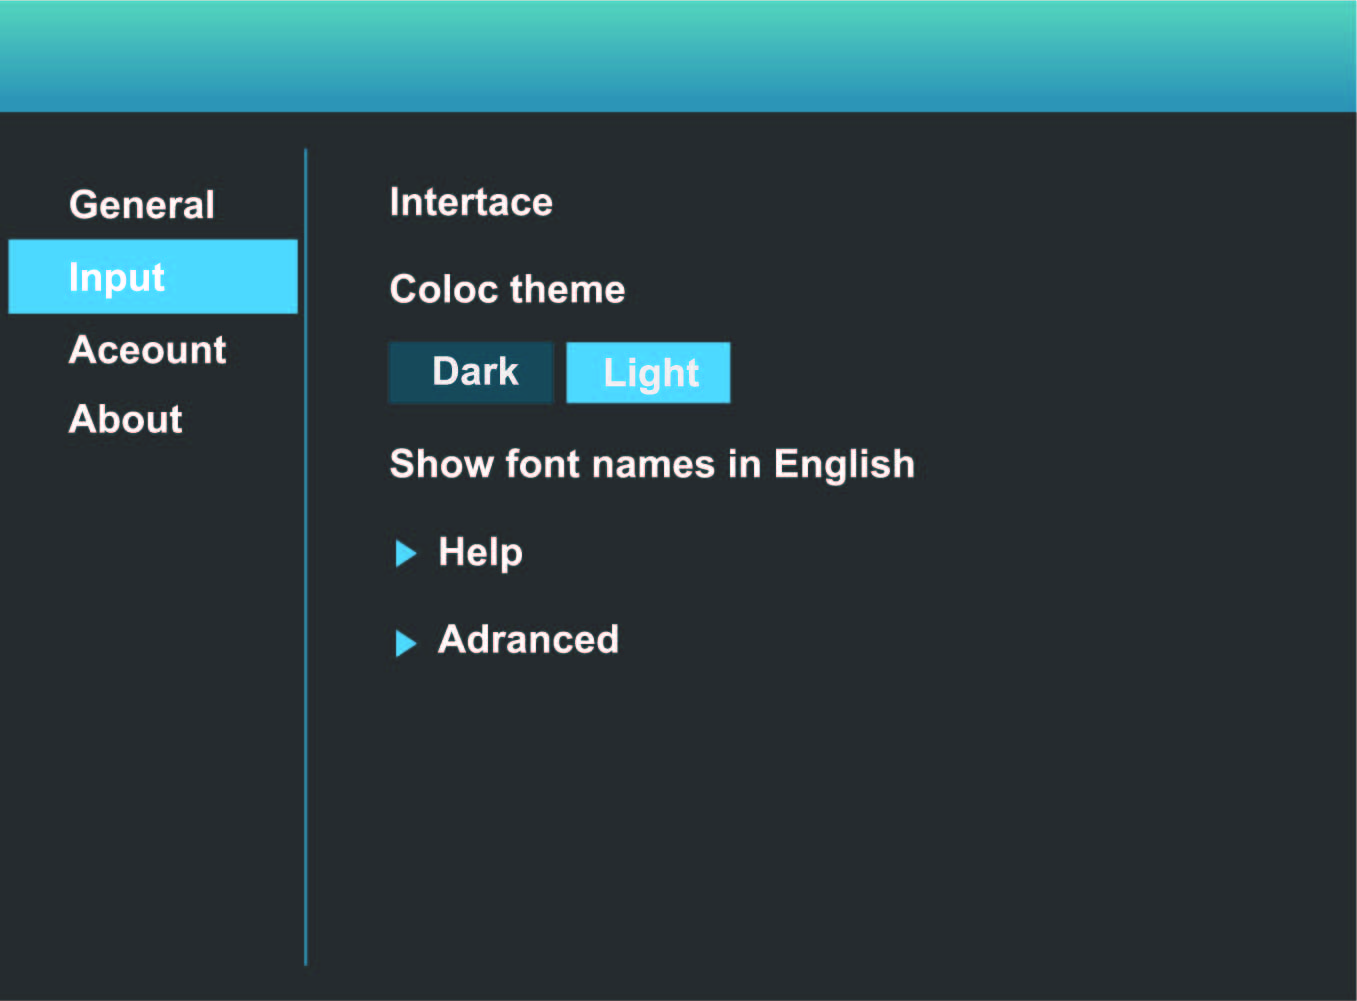 General
Input
Aceount
About
Intertace
Coloc theme
Dark Light
Show font names in English
Help
Adranced